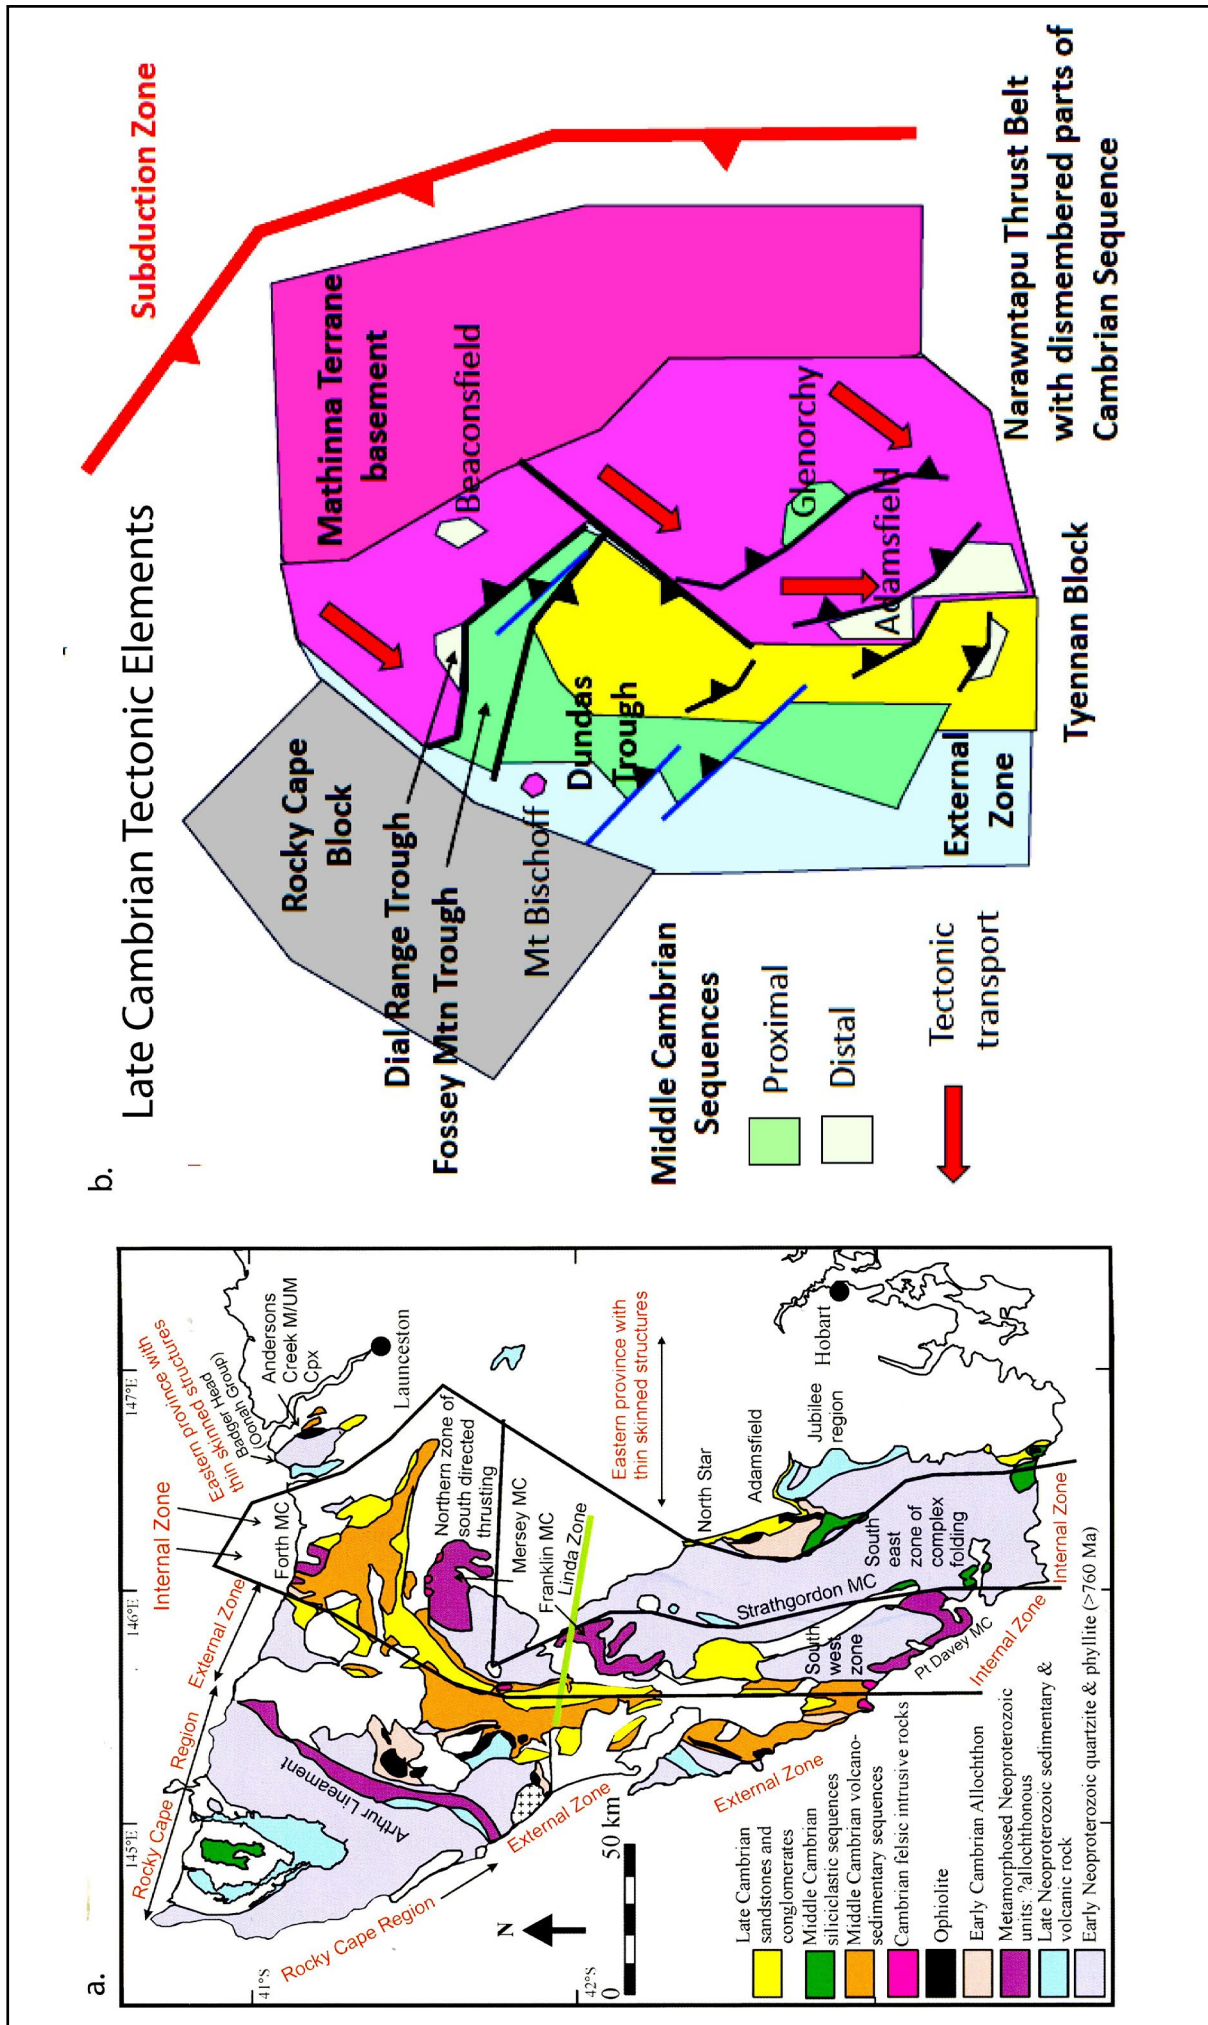 a.
Rocky Cape Region
External Zone
Internal Zone
Eastern province with
thin skinned structures
145°E
146°E
147°E
41°S
42°S
Badger Head
(Oonah Group)
Andersons
Creek M/UM
Cpx
Launceston
Forth MC
Arthur Lineament
Northern zone of
south directed
thrusting
Mersey MC
Franklin MC
Linda Zone
Eastern province with
thin skinned structures
Rocky Cape Region
External Zone
External Zone
North Star
Adamsfield
Jubilee
region
Hobart
Strathgordon MC
South
east
zone of
complex
folding
South
west
zone
Pt Davey MC
Internal Zone
Internal Zone
N
0
50 km
Late Cambrian
sandstones and
conglomerates
Middle Cambrian
siliciclastic sequences
Middle Cambrian volcano-
sedimentary sequences
Cambrian felsic intrusive rocks
Ophiolite
Early Cambrian Allochthon
Metamorphosed Neoproterozoic
units: ?allochthonous
Late Neoproterozoic sedimentary &
volcanic rock
Early Neoproterozoic quartzite & phyllite (>760 Ma)
b.
Late Cambrian Tectonic Elements
Subduction Zone
Rocky Cape
Block
Mathinna Terrane
basement
Beaconsfield
Dial Range Trough
Fossey Mtn Trough
Mt Bischoff
Dundas
Trough
Glenorchy
Adamsfield
External
Zone
Tyennan Block
Narawntapu Thrust Belt
with dismembered parts of
Cambrian Sequence
Middle Cambrian
Sequences
Proximal
Distal
Tectonic
transport